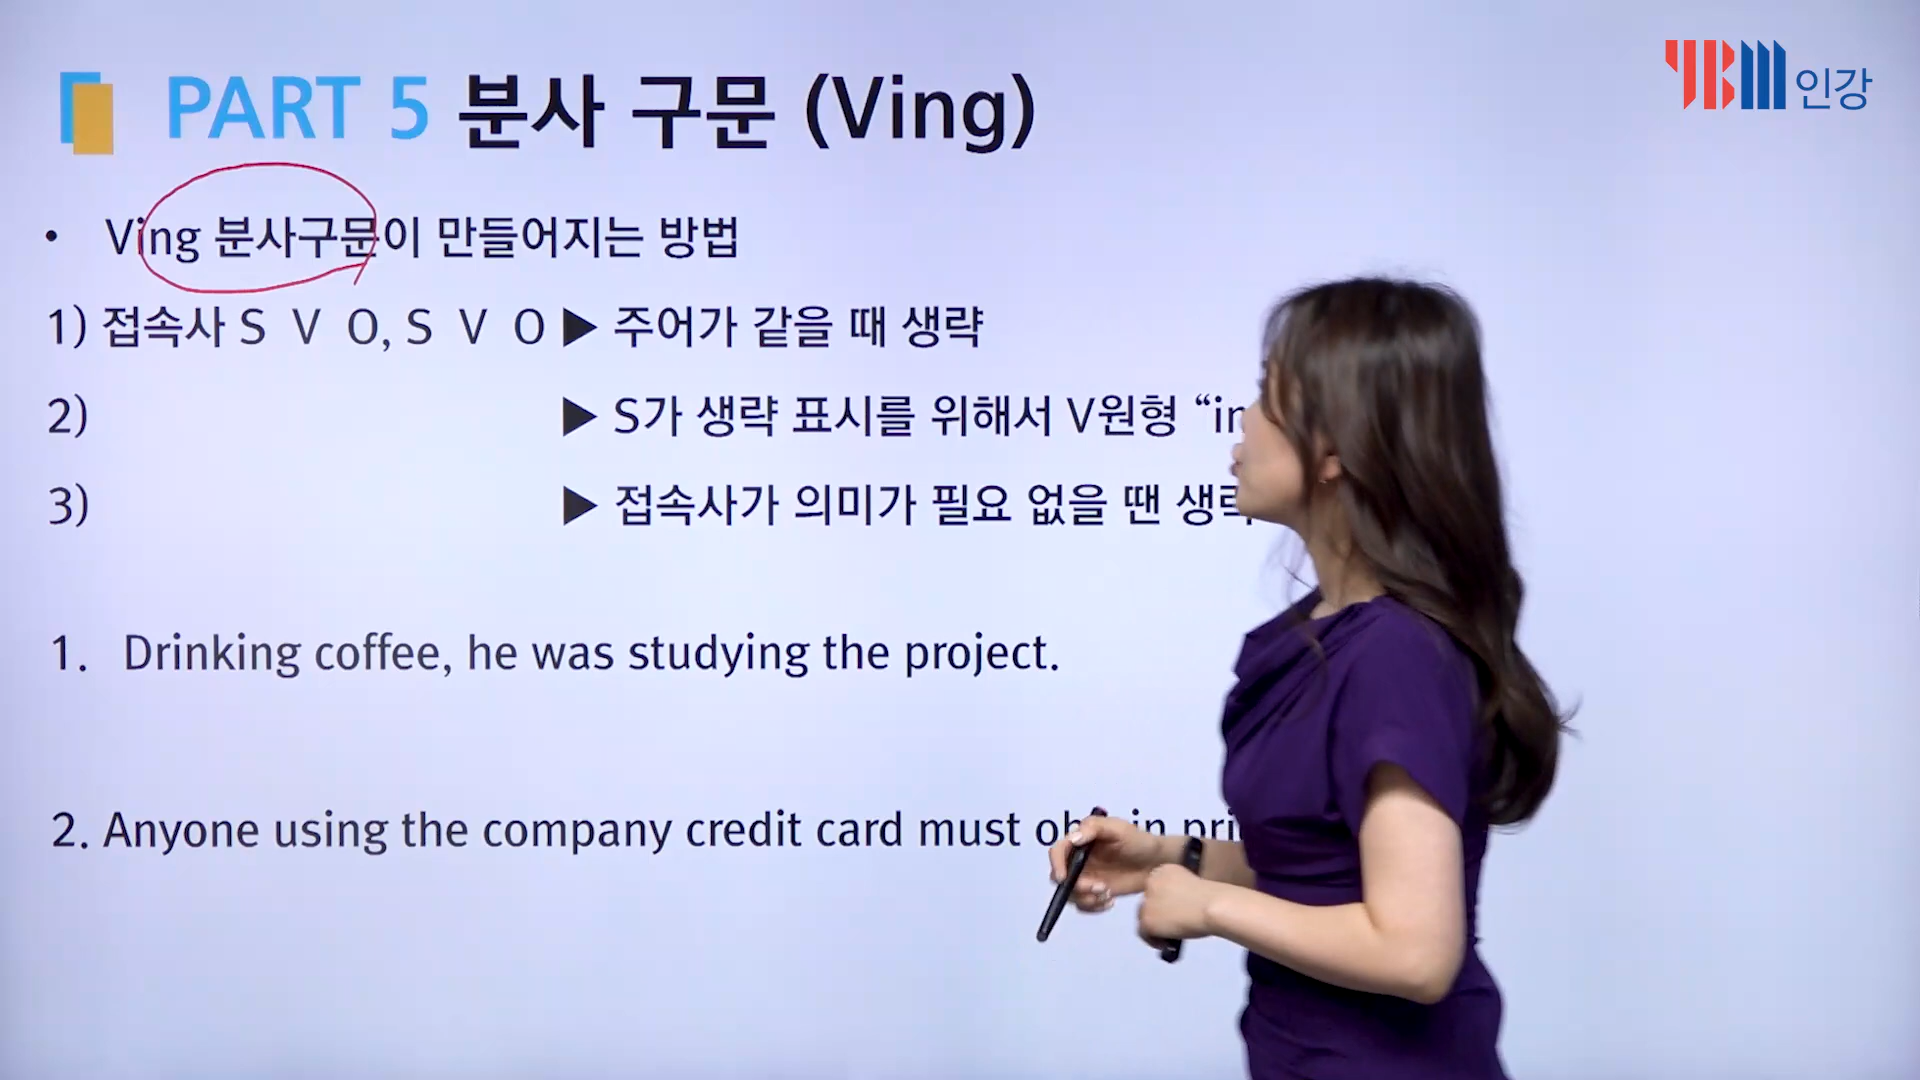 YBM 인강
PART 5 분사 구문 (Ving)
• Ving 분사구문이 만들어지는 방법
1) 접속사 S V O, S V O ▶ 주어가 같을 때 생략
2) ▶ S가 생략 표시를 위해서 V원형
3) ▶ 접속사가 의미가 필요 없을 땐 생략
1. Drinking coffee, he was studying the project.
2. Anyone using the company credit card must